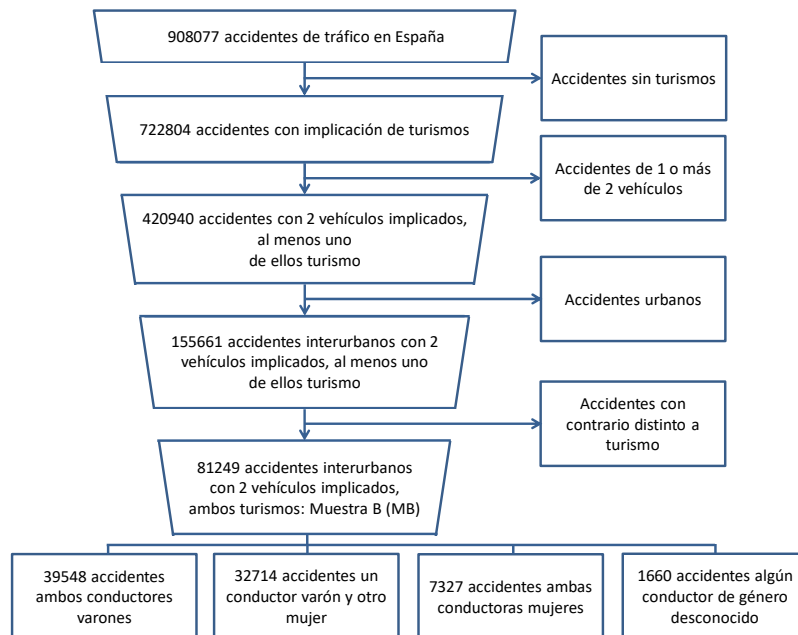 908077 accidentes de tráfico en España
Accidentes sin turismos
722804 accidentes con implicación de turismos
Accidentes de 1 o más
de 2 vehículos
420940 accidentes con 2 vehículos implicados,
al menos uno
de ellos turismo
Accidentes urbanos
155661 accidentes interurbanos con 2
vehículos implicados, al menos uno
de ellos turismo
Accidentes con
contrario distinto a
turismo
81249 accidentes interurbanos
con 2 vehículos implicados,
ambos turismos: Muestra B (MB)
39548 accidentes
ambos conductores
varones
32714 accidentes un
conductor varón y otro
mujer
7327 accidentes ambas
conductoras mujeres
1660 accidentes algún
conductor de género
desconocido